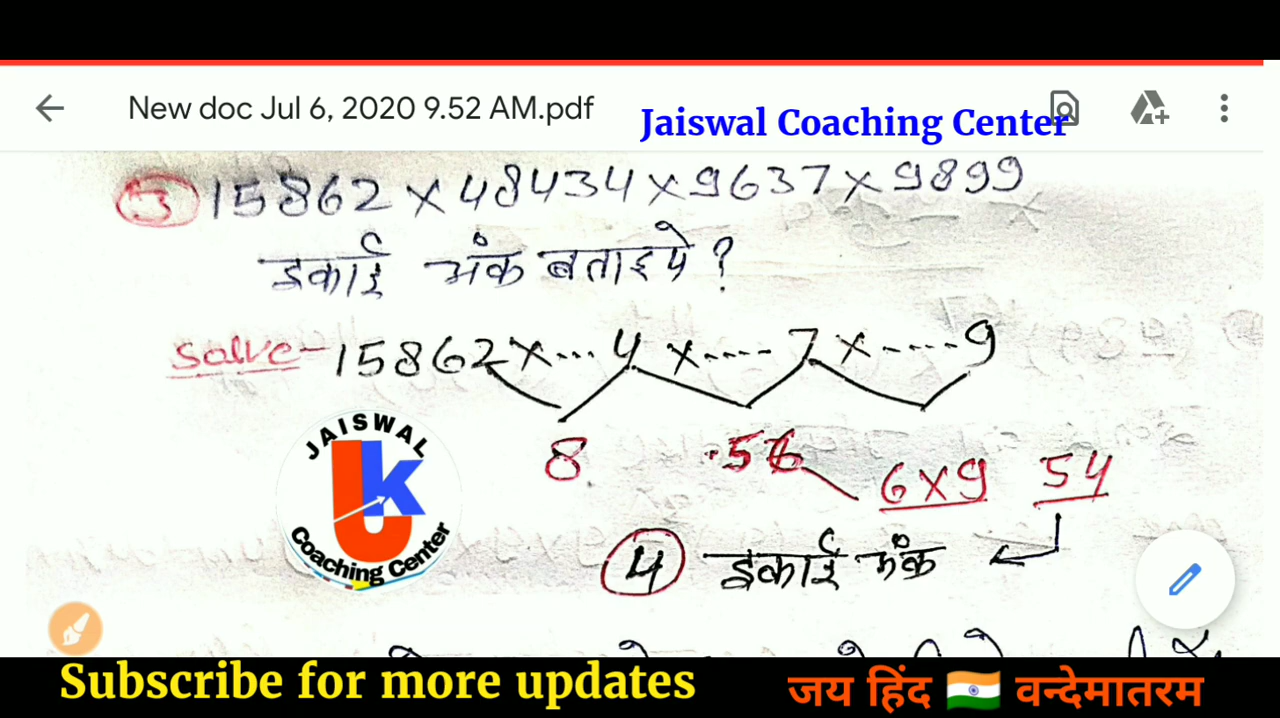 New doc Jul 6, 2020 9.52 AM.pdf
Jaiswal Coaching Center
3 15862 × 48434 × 9637 × 9899
इकाई अंक बताइये ?
Solve - 15862 × ... 4 × ---- 7 × ---- 9
8 56 6×9 54
4 इकाई अंक
JAISWAL
UK
Coaching Center
Subscribe for more updates
जय हिंद 🇮🇳 वन्देमातरम